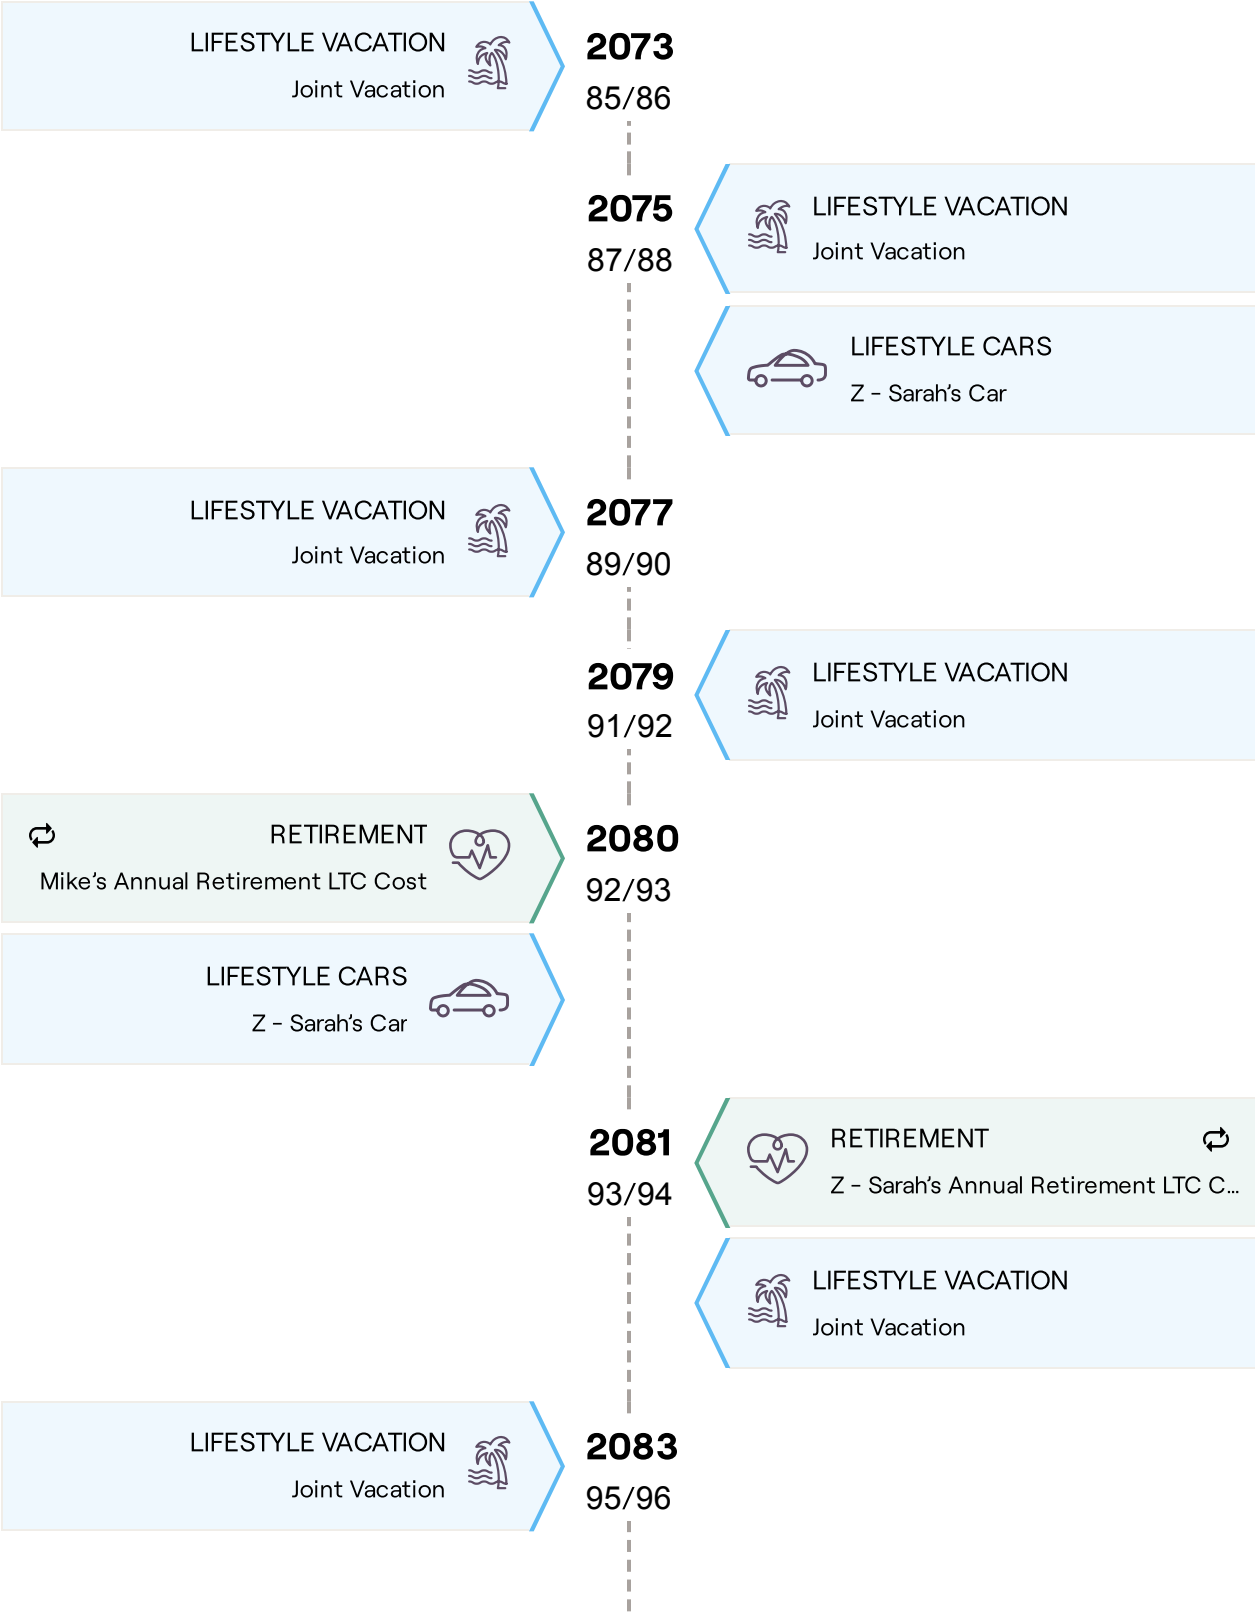 LIFESTYLE VACATION
Joint Vacation
2073
85/86
2075
87/88
LIFESTYLE VACATION
Joint Vacation
LIFESTYLE CARS
Z - Sarah's Car
LIFESTYLE VACATION
Joint Vacation
2077
89/90
2079
91/92
LIFESTYLE VACATION
Joint Vacation
RETIREMENT
Mike's Annual Retirement LTC Cost
2080
92/93
LIFESTYLE CARS
Z - Sarah's Car
2081
93/94
RETIREMENT
Z - Sarah's Annual Retirement LTC C...
LIFESTYLE VACATION
Joint Vacation
LIFESTYLE VACATION
Joint Vacation
2083
95/96